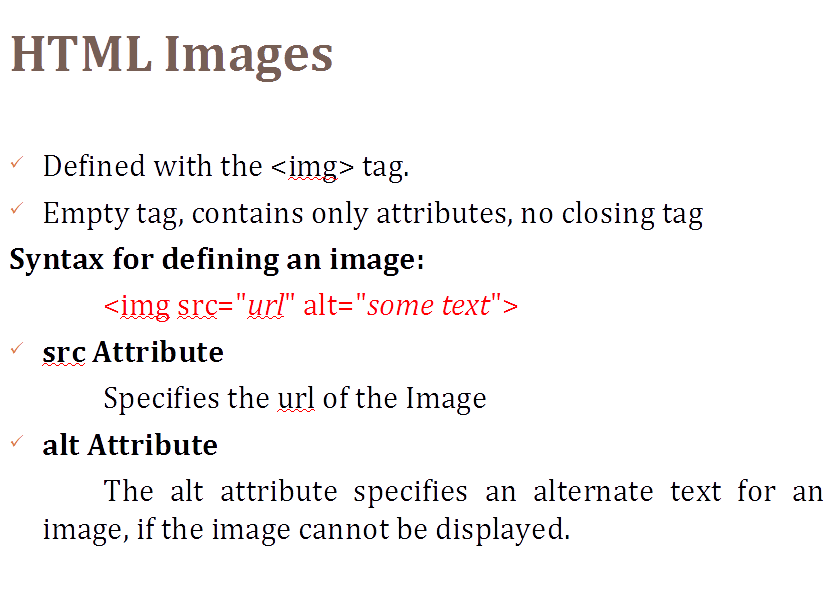 HTML Images
✓ Defined with the <img> tag.
✓ Empty tag, contains only attributes, no closing tag
Syntax for defining an image:
<img src="url" alt="some text">
✓ src Attribute
Specifies the url of the Image
✓ alt Attribute
The alt attribute specifies an alternate text for an
image, if the image cannot be displayed.